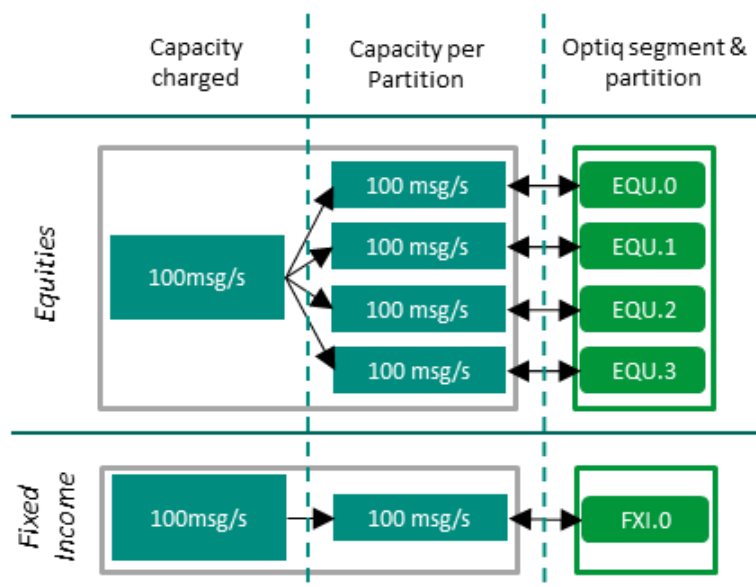 Capacity
charged
Capacity per
Partition
Optiq segment &
partition
Equities
100msg/s
100 msg/s
EQU.0
100 msg/s
EQU.1
100 msg/s
EQU.2
100 msg/s
EQU.3
Fixed
Income
100msg/s
100 msg/s
FXI.0